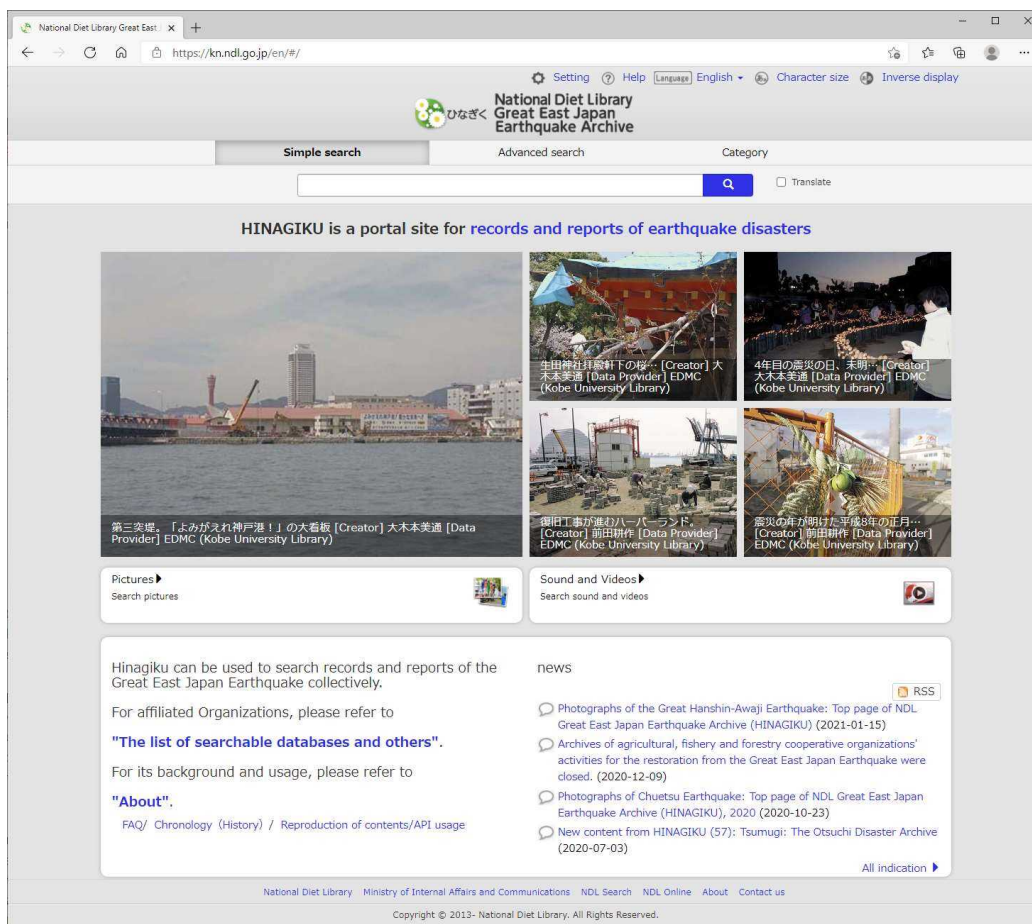 National Diet Library Great East
https://kn.ndl.go.jp/en/#/
Setting Help Language English Character size Inverse display
ひなぎく
National Diet Library
Great East Japan
Earthquake Archive
Simple search Advanced search Category
Translate
HINAGIKU is a portal site for records and reports of earthquake disasters
第三突堤。「よみがえれ神戸港！」の大看板 [Creator] 大木本美通 [Data
Provider] EDMC (Kobe University Library)
生田神社拝殿軒下の桜… [Creator] 大
木本美通 [Data Provider] EDMC
(Kobe University Library)
4年目の震災の日、未明… [Creator]
大木本美通 [Data Provider] EDMC
(Kobe University Library)
復旧工事が進むハーバーランド。
[Creator] 前田耕作 [Data Provider]
EDMC (Kobe University Library)
震災の年が明けた平成8年の正月…
[Creator] 前田耕作 [Data Provider]
EDMC (Kobe University Library)
Pictures
Search pictures
Sound and Videos
Search sound and videos
Hinagiku can be used to search records and reports of the
Great East Japan Earthquake collectively.
For affiliated Organizations, please refer to
"The list of searchable databases and others".
For its background and usage, please refer to
"About".
FAQ/ Chronology (History) / Reproduction of contents/API usage
news
RSS
Photographs of the Great Hanshin-Awaji Earthquake: Top page of NDL
Great East Japan Earthquake Archive (HINAGIKU) (2021-01-15)
Archives of agricultural, fishery and forestry cooperative organizations'
activities for the restoration from the Great East Japan Earthquake were
closed. (2020-12-09)
Photographs of Chuetsu Earthquake: Top page of NDL Great East Japan
Earthquake Archive (HINAGIKU), 2020 (2020-10-23)
New content from HINAGIKU (57): Tsumugi: The Otsuchi Disaster Archive
(2020-07-03)
All indication
National Diet Library Ministry of Internal Affairs and Communications NDL Search NDL Online About Contact us
Copyright © 2013- National Diet Library. All Rights Reserved.